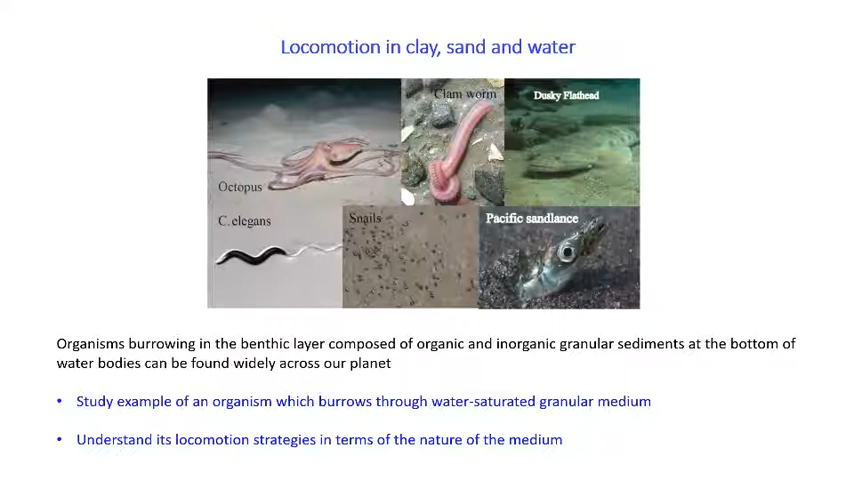 Locomotion in clay, sand and water
Clam worm
Dusky Flathead
Octopus
C. elegans
Snails
Pacific sandlance
Organisms burrowing in the benthic layer composed of organic and inorganic granular sediments at the bottom of
water bodies can be found widely across our planet
• Study example of an organism which burrows through water-saturated granular medium
• Understand its locomotion strategies in terms of the nature of the medium